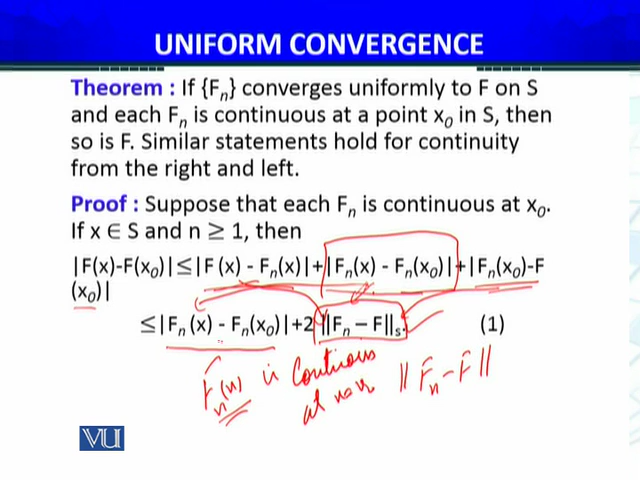 UNIFORM CONVERGENCE
Theorem : If {Fₙ} converges uniformly to F on S
and each Fₙ is continuous at a point x₀ in S, then
so is F. Similar statements hold for continuity
from the right and left.
Proof : Suppose that each Fₙ is continuous at x₀.
If x ∈ S and n ≥ 1, then
|F(x)-F(x₀)|≤|F (x) - Fₙ(x)|+|Fₙ(x) - Fₙ(x₀)|+|Fₙ(x₀)-F
(x₀)|
≤|Fₙ (x) - Fₙ(x₀)|+2 ||Fₙ – F||ₛ. (1)
Fₙ(x) is continuous
at || Fₙ - F ||
VU